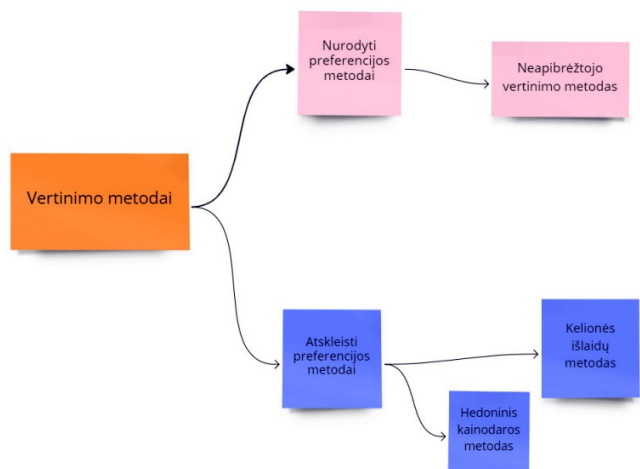 Nurodyti
preferencijos
metodai
Neapibrėžtojo
vertinimo metodas
Vertinimo metodai
Atskleisti
preferencijos
metodai
Kelionės
išlaidų
metodas
Hedoninis
kainodaros
metodas